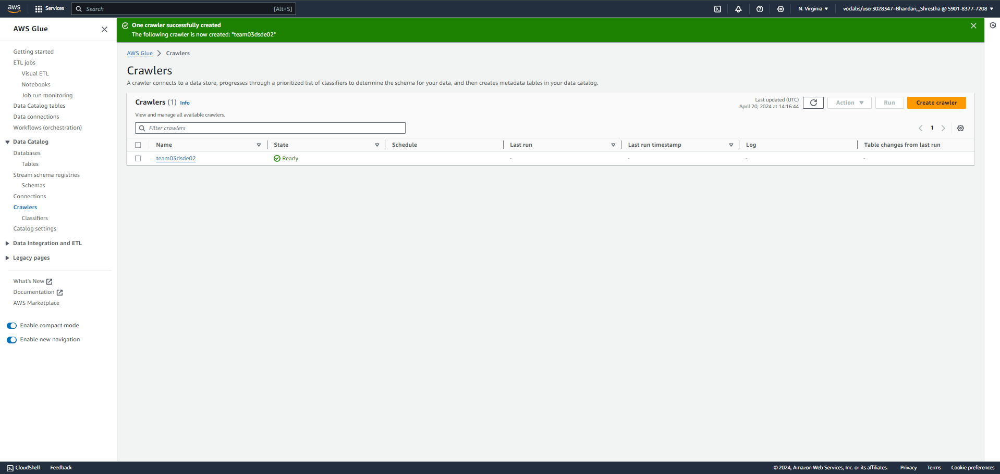 aws
Services
Search
[Alt+S]
N. Virginia
voclabs/user3028347=Bhandari,_Shrestha @ 5901-8377-7208
AWS Glue
Getting started
ETL jobs
Visual ETL
Notebooks
Job run monitoring
Data Catalog tables
Data connections
Workflows (orchestration)
Data Catalog
Databases
Tables
Stream schema registries
Schemas
Connections
Crawlers
Classifiers
Catalog settings
Data Integration and ETL
Legacy pages
What's New
Documentation
AWS Marketplace
Enable compact mode
Enable new navigation
One crawler successfully created
The following crawler is now created: "team03dsde02"
AWS Glue > Crawlers
Crawlers
A crawler connects to a data store, progresses through a prioritized list of classifiers to determine the schema for your data, and then creates metadata tables in your data catalog.
Crawlers (1) Info
View and manage all available crawlers.
Last updated (UTC)
April 20, 2024 at 14:16:44
Action
Run
Create crawler
Filter crawlers
1
Name State Schedule Last run Last run timestamp Log Table changes from last run
team03dsde02 Ready - - - -
CloudShell Feedback
© 2024, Amazon Web Services, Inc. or its affiliates. Privacy Terms Cookie preferences